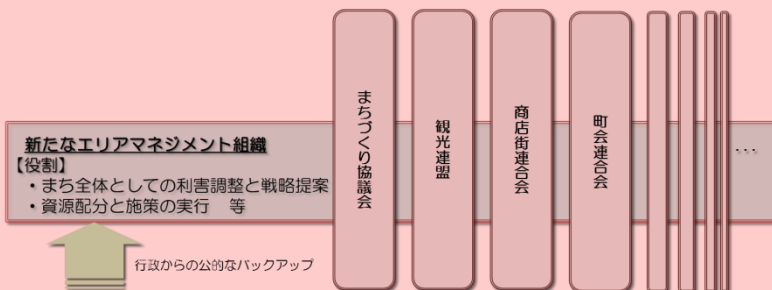 新たなエリアマネジメント組織
【役割】
・まち全体としての利害調整と戦略提案
・資源配分と施策の実行　等
まちづくり協議会
観光連盟
商店街連合会
町会連合会
・・・
行政からの公的なバックアップ